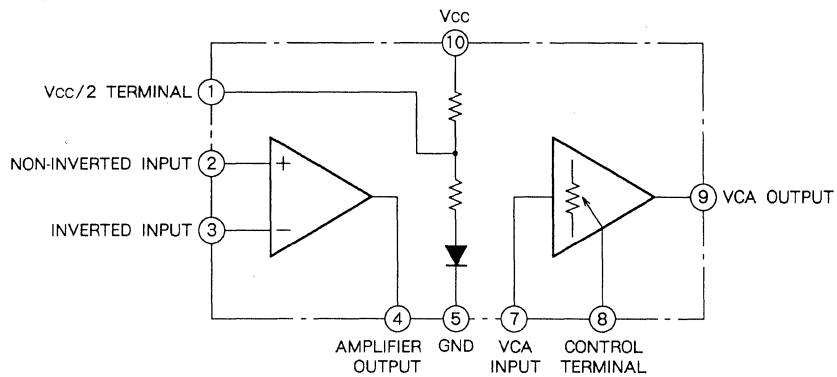 Vcc
10
1
Vcc/2 TERMINAL
NON-INVERTED INPUT
2
+
INVERTED INPUT
3
−
9
VCA OUTPUT
4
5
7
8
AMPLIFIER
OUTPUT
GND
VCA
INPUT
CONTROL
TERMINAL